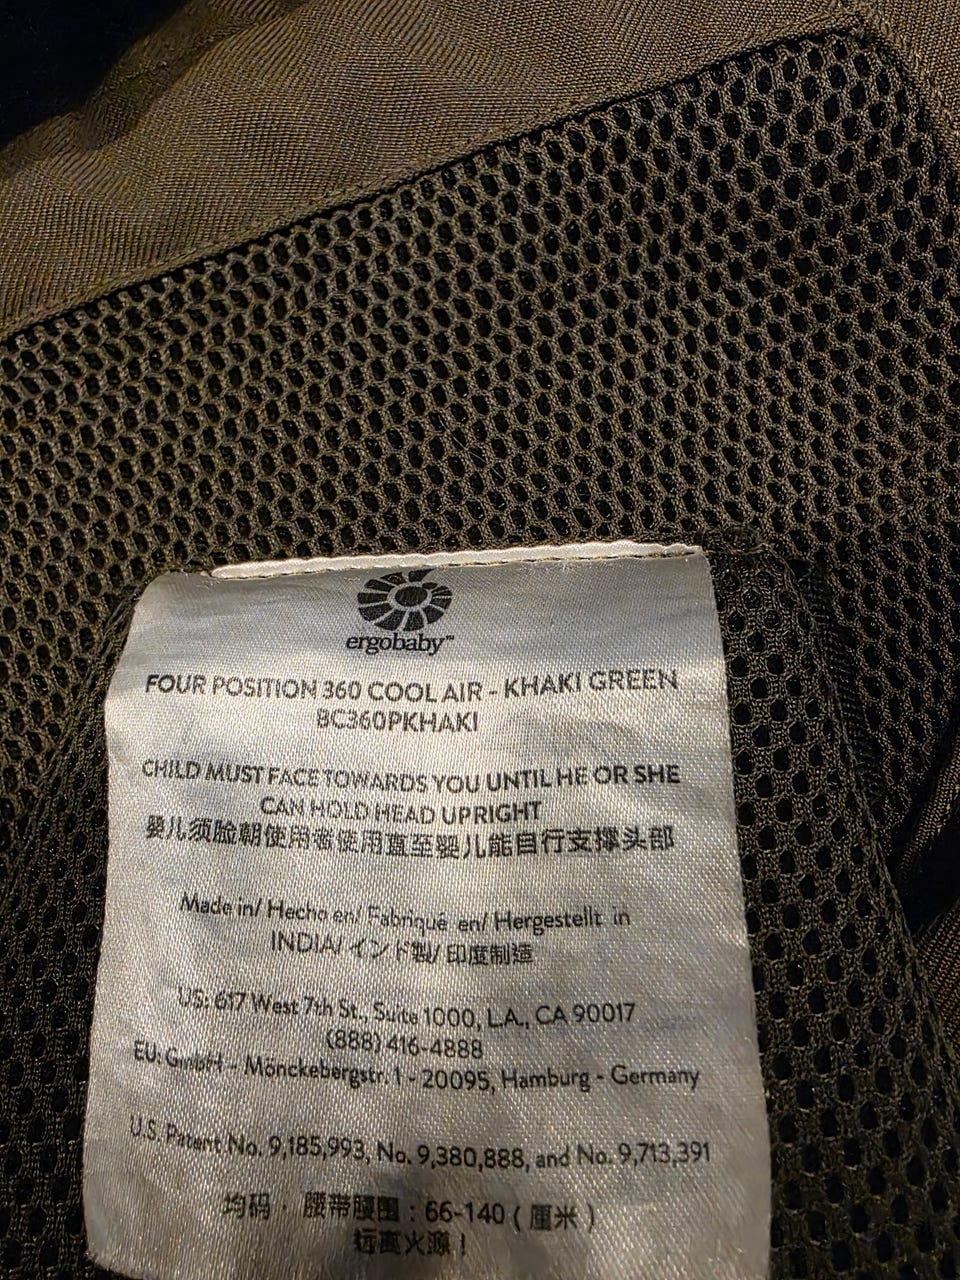 ergobaby™
FOUR POSITION 360 COOL AIR - KHAKI GREEN
BC360PKHAKI
CHILD MUST FACE TOWARDS YOU UNTIL HE OR SHE
CAN HOLD HEAD UPRIGHT
婴儿须脸朝使用者使用直至婴儿能自行支撑头部
Made in/ Hecho en/ Fabriqué en/ Hergestellt in
INDIA/ インド製/ 印度制造
US: 617 West 7th St., Suite 1000, L.A., CA 90017
(888) 416-4888
EU: GmbH - Mönckebergstr. 1 - 20095, Hamburg - Germany
U.S. Patent No. 9,185,993, No. 9,380,888, and No. 9,713,391
均码 · 腰带腰围 : 66-140 ( 厘米 )
远离火源 !